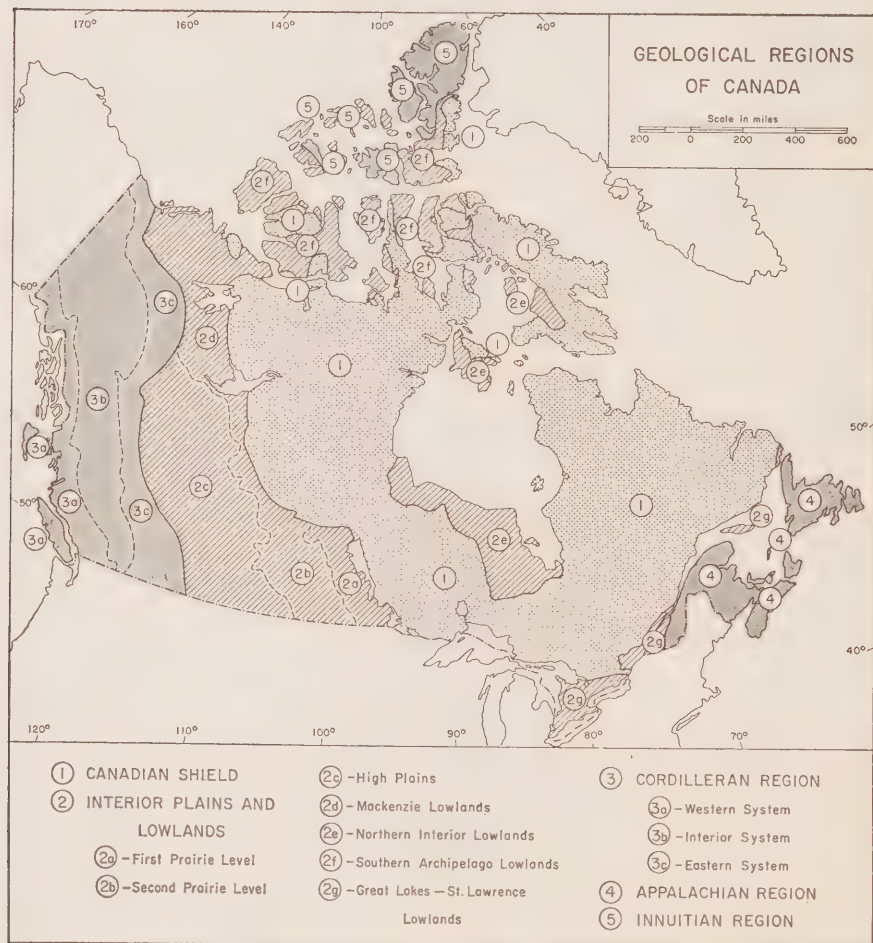 170°
140°
120°
100°
80°
60°
40°
GEOLOGICAL REGIONS
OF CANADA
Scale in miles
200 0 200 400 600
5
5
5
5
1
5
5
2f
2f
1
2f
2f
1
2f
2f
60°
3c
1
2e
2d
1
1
2e
3b
50°
3a
2c
50°
3a
3c
1
4
2g
3a
2e
4
2b
2a
1
4
4
2g
40°
2g
120°
110°
100°
90°
80°
70°
1 CANADIAN SHIELD
2 INTERIOR PLAINS AND
LOWLANDS
2a -First Prairie Level
2b -Second Prairie Level
2c -High Plains
2d -Mackenzie Lowlands
2e -Northern Interior Lowlands
2f -Southern Archipelago Lowlands
2g -Great Lakes — St. Lawrence
Lowlands
3 CORDILLERAN REGION
3a -Western System
3b -Interior System
3c -Eastern System
4 APPALACHIAN REGION
5 INNUITIAN REGION